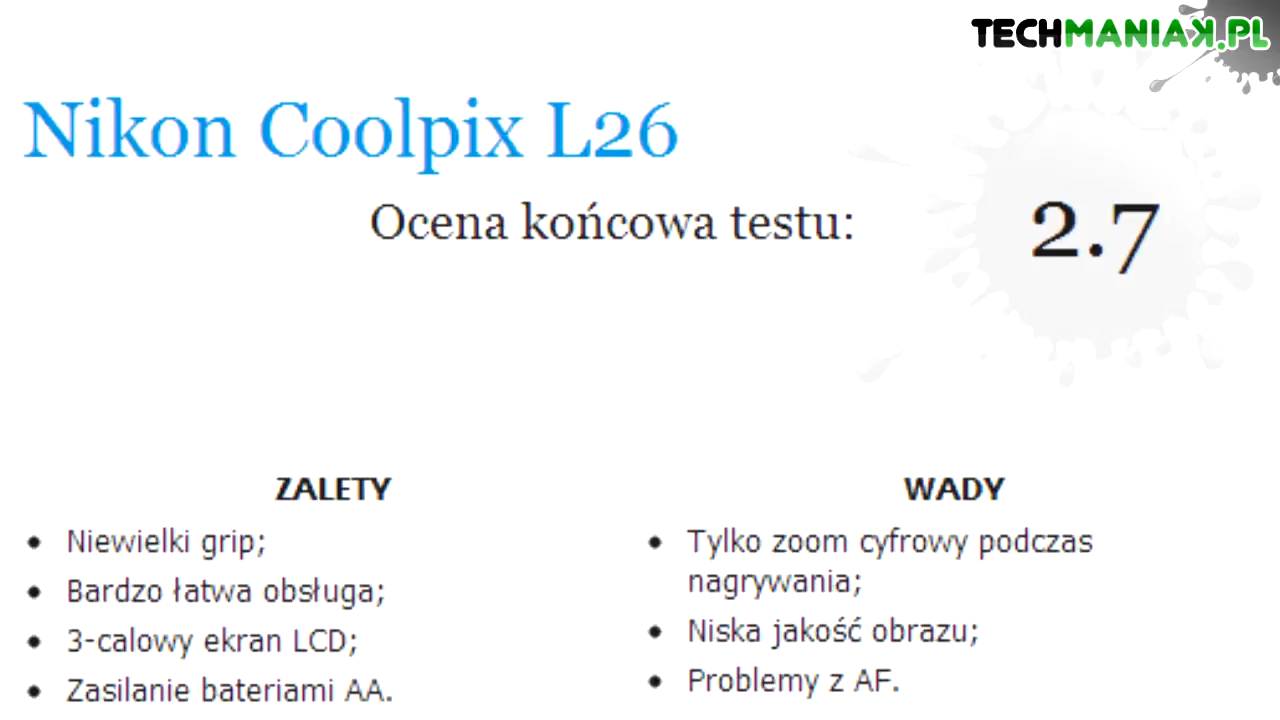 TECHMANIAK.PL
Nikon Coolpix L26
Ocena końcowa testu:
2.7
ZALETY
• Niewielki grip;
• Bardzo łatwa obsługa;
• 3-calowy ekran LCD;
• Zasilanie bateriami AA.
WADY
• Tylko zoom cyfrowy podczas
nagrywania;
• Niska jakość obrazu;
• Problemy z AF.